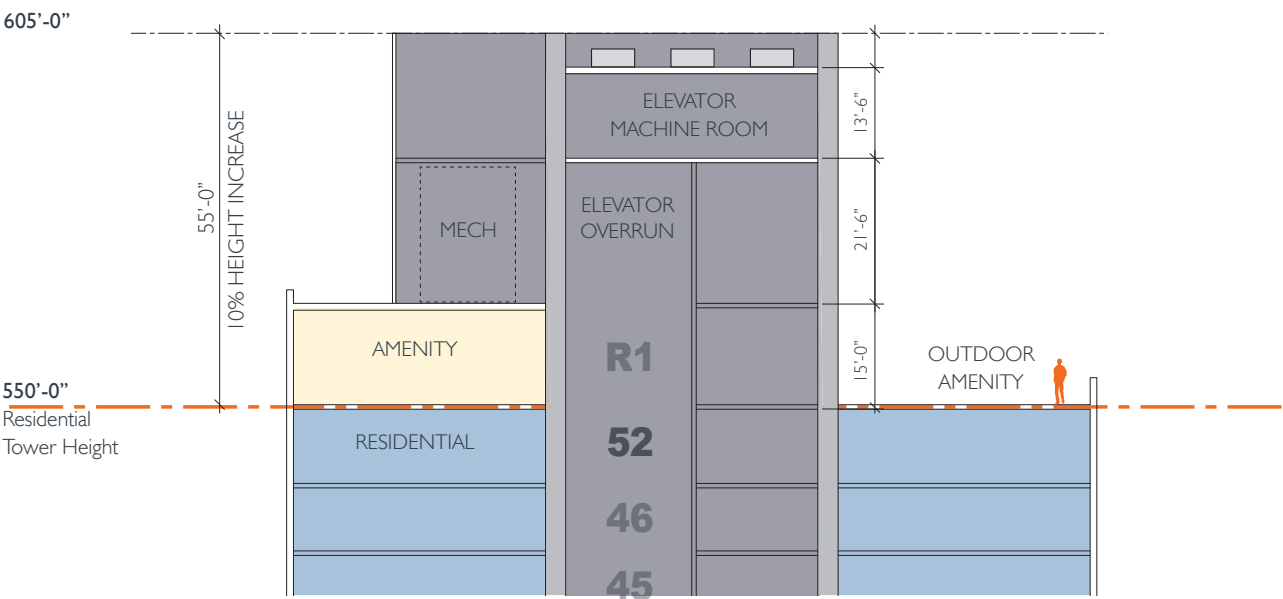 605'-0"
55'-0"
10% HEIGHT INCREASE
ELEVATOR
MACHINE ROOM
13'-6"
MECH
ELEVATOR
OVERRUN
21'-6"
AMENITY
R1
15'-0"
OUTDOOR
AMENITY
550'-0"
Residential
Tower Height
RESIDENTIAL
52
46
45